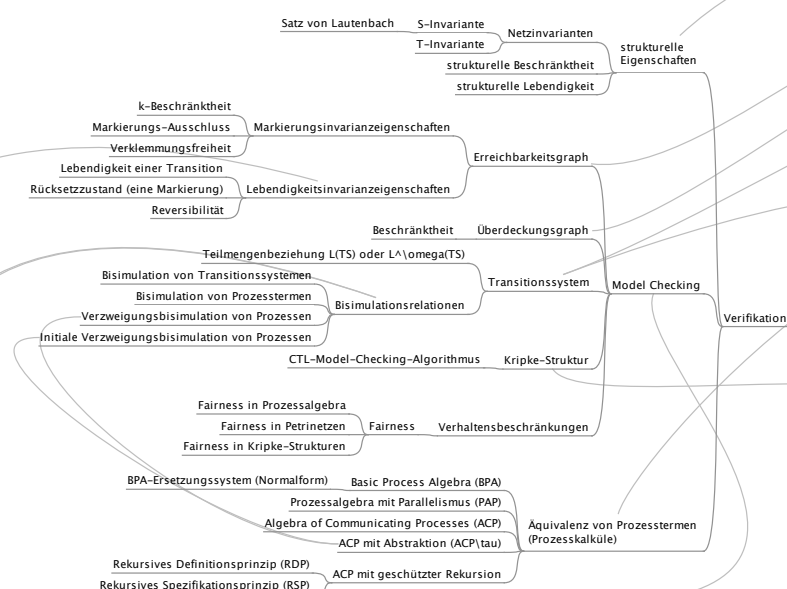 Satz von Lautenbach
S-Invariante
T-Invariante
Netzinvarianten
strukturelle Beschränktheit
strukturelle Lebendigkeit
strukturelle
Eigenschaften
k-Beschränktheit
Markierungs-Ausschluss
Verklemmungsfreiheit
Markierungsinvarianzeigenschaften
Erreichbarkeitsgraph
Lebendigkeit einer Transition
Rücksetzzustand (eine Markierung)
Reversibilität
Lebendigkeitsinvarianzeigenschaften
Beschränktheit
Überdeckungsgraph
Teilmengenbeziehung L(TS) oder L^\omega(TS)
Bisimulation von Transitionssystemen
Bisimulation von Prozesstermen
Verzweigungsbisimulation von Prozessen
Initiale Verzweigungsbisimulation von Prozessen
Bisimulationsrelationen
Transitionssystem
Model Checking
Verifikation
CTL-Model-Checking-Algorithmus
Kripke-Struktur
Fairness in Prozessalgebra
Fairness in Petrinetzen
Fairness in Kripke-Strukturen
Fairness
Verhaltensbeschränkungen
BPA-Ersetzungssystem (Normalform)
Basic Process Algebra (BPA)
Prozessalgebra mit Parallelismus (PAP)
Algebra of Communicating Processes (ACP)
ACP mit Abstraktion (ACP\tau)
Äquivalenz von Prozesstermen
(Prozesskalküle)
Rekursives Definitionsprinzip (RDP)
Rekursives Spezifikationsprinzip (RSP)
ACP mit geschützter Rekursion